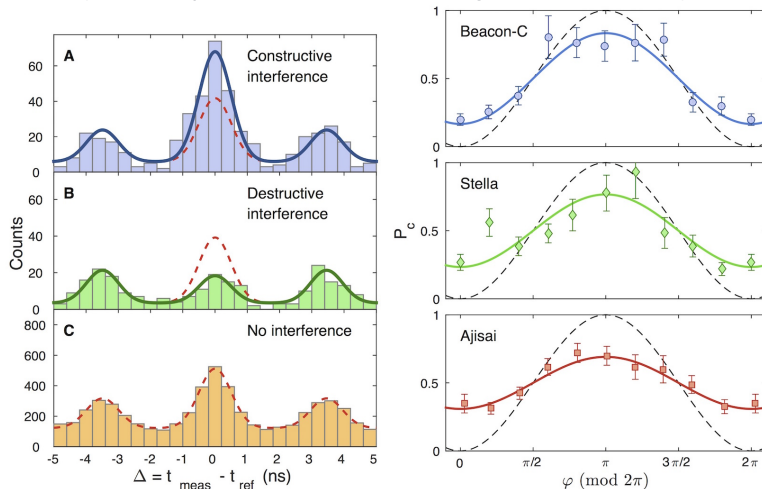 A
Constructive
interference
60
40
20
0
B
Destructive
interference
60
40
20
0
C
No interference
800
600
400
200
0
Counts
-5 -4 -3 -2 -1 0 1 2 3 4 5
Δ = t meas - t ref (ns)
Beacon-C
1
0.5
0
Stella
1
0.5
0
Ajisai
1
0.5
0
P c
0 π/2 π 3π/2 2π
φ (mod 2π)